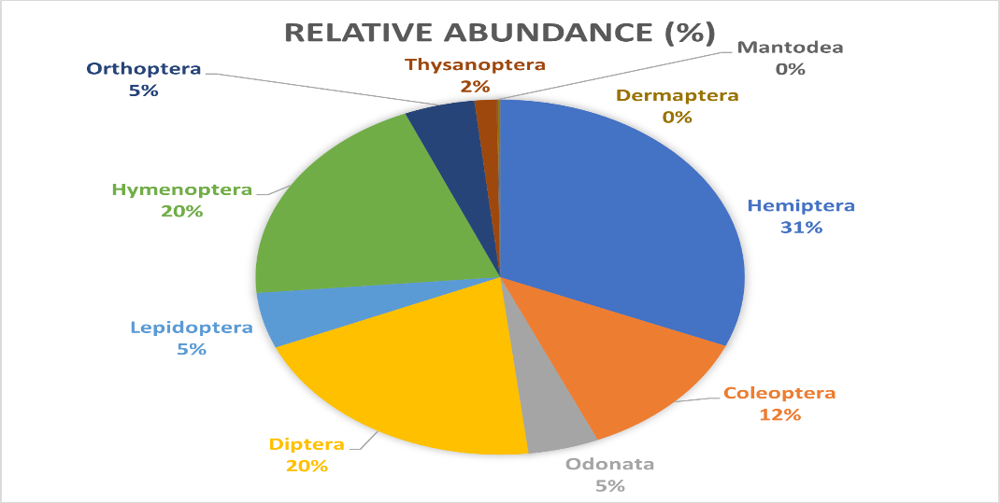 RELATIVE ABUNDANCE (%)
Mantodea
0%
Thysanoptera
2%
Orthoptera
5%
Dermaptera
0%
Hymenoptera
20%
Hemiptera
31%
Lepidoptera
5%
Coleoptera
12%
Diptera
20%
Odonata
5%